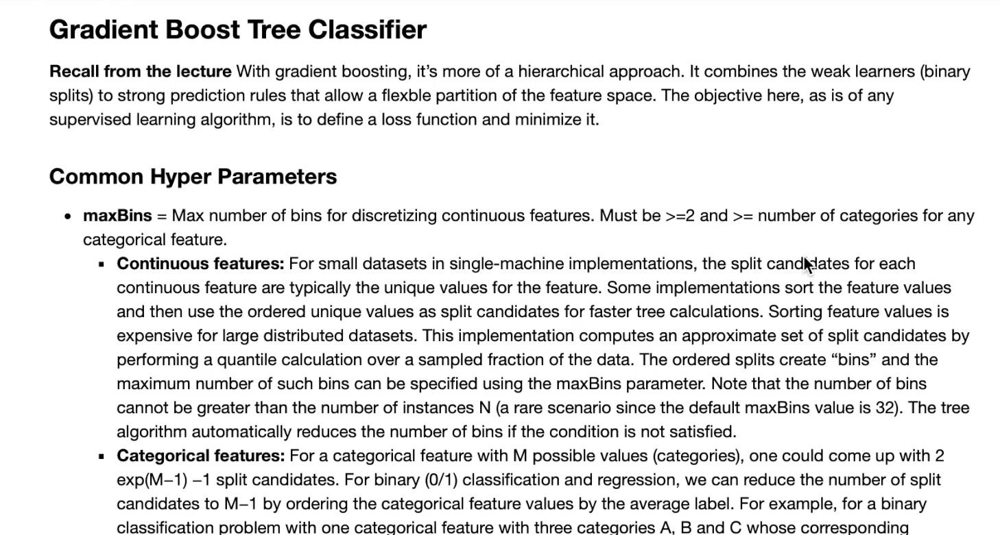 Gradient Boost Tree Classifier
Recall from the lecture With gradient boosting, it’s more of a hierarchical approach. It combines the weak learners (binary
splits) to strong prediction rules that allow a flexble partition of the feature space. The objective here, as is of any
supervised learning algorithm, is to define a loss function and minimize it.
Common Hyper Parameters
• maxBins = Max number of bins for discretizing continuous features. Must be >=2 and >= number of categories for any
categorical feature.
▪ Continuous features: For small datasets in single-machine implementations, the split candidates for each
continuous feature are typically the unique values for the feature. Some implementations sort the feature values
and then use the ordered unique values as split candidates for faster tree calculations. Sorting feature values is
expensive for large distributed datasets. This implementation computes an approximate set of split candidates by
performing a quantile calculation over a sampled fraction of the data. The ordered splits create “bins” and the
maximum number of such bins can be specified using the maxBins parameter. Note that the number of bins
cannot be greater than the number of instances N (a rare scenario since the default maxBins value is 32). The tree
algorithm automatically reduces the number of bins if the condition is not satisfied.
▪ Categorical features: For a categorical feature with M possible values (categories), one could come up with 2
exp(M−1) −1 split candidates. For binary (0/1) classification and regression, we can reduce the number of split
candidates to M−1 by ordering the categorical feature values by the average label. For example, for a binary
classification problem with one categorical feature with three categories A, B and C whose corresponding